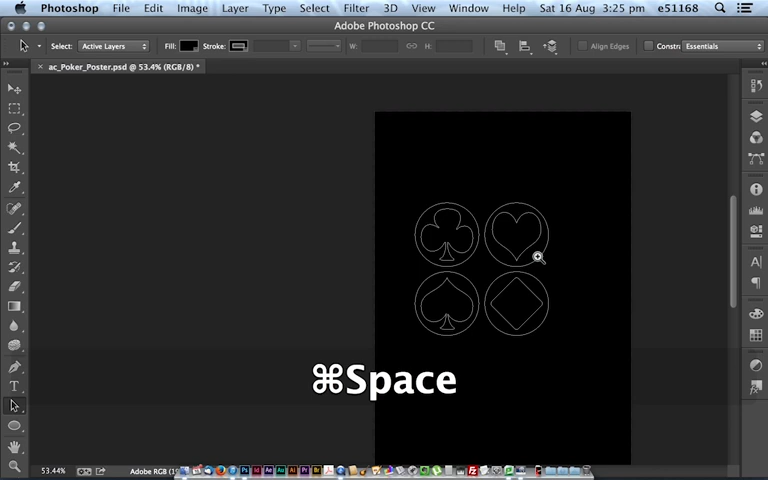 Photoshop File Edit Image Layer Type Select Filter 3D View Window Help Sat 16 Aug 3:25 pm e51168
Adobe Photoshop CC
Select: Active Layers Fill: Stroke: W: H: Align Edges Constr Essentials
× ac_Poker_Poster.psd @ 53.4% (RGB/8) *
A|
T
⌘Space
53.44% Adobe RGB (1